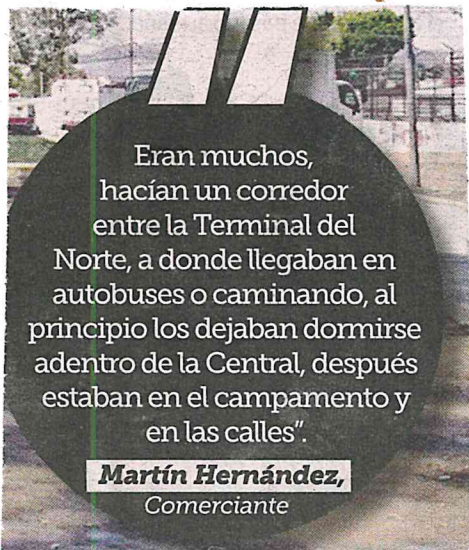 Eran muchos,
hacían un corredor
entre la Terminal del
Norte, a donde llegaban en
autobuses o caminando, al
principio los dejaban dormirse
adentro de la Central, después
estaban en el campamento y
en las calles”.
Martín Hernández,
Comerciante